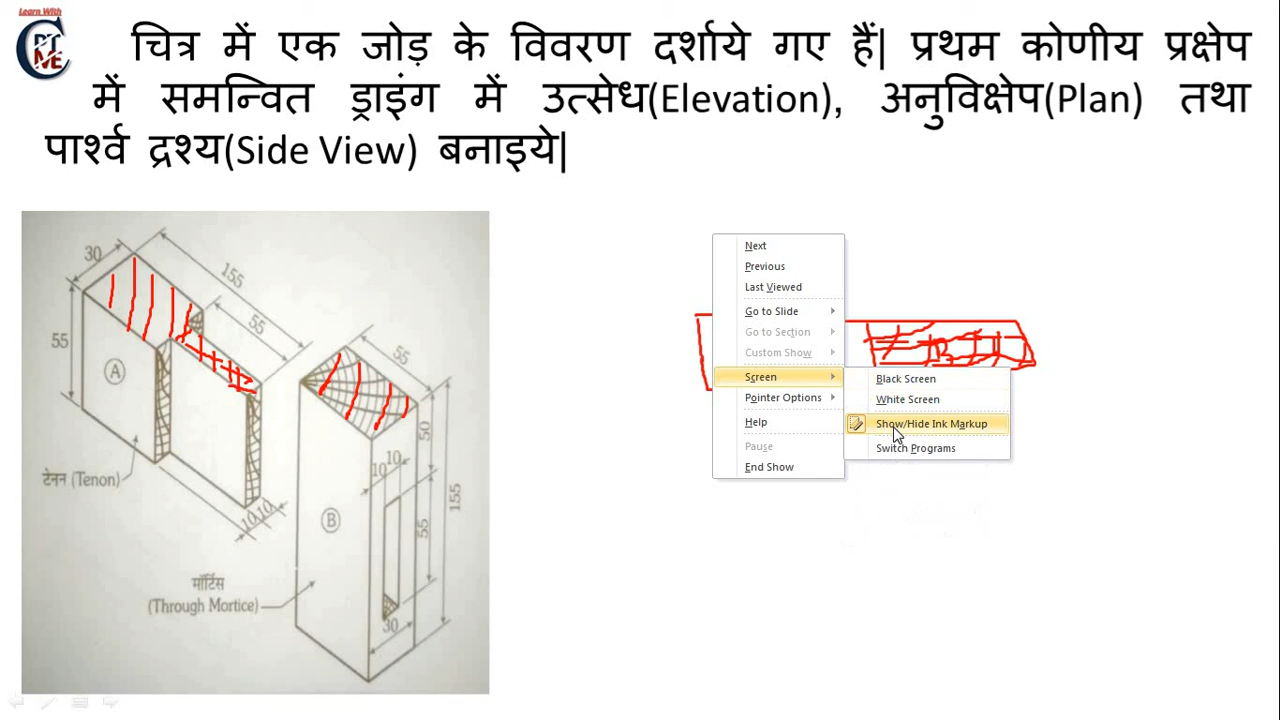 Learn With
चित्र में एक जोड़ के विवरण दर्शाये गए हैं| प्रथम कोणीय प्रक्षेप
में समन्वित ड्राइंग में उत्सेध(Elevation), अनुविक्षेप(Plan) तथा
पार्श्व द्रश्य(Side View) बनाइये|
30
155
55
55
A
टेनन (Tenon)
10 10
55
50
10 10
155
55
B
मॉर्टिस
(Through Mortice)
30
Next
Previous
Last Viewed
Go to Slide
Go to Section
Custom Show
Screen
Pointer Options
Help
Pause
End Show
Black Screen
White Screen
Show/Hide Ink Markup
Switch Programs